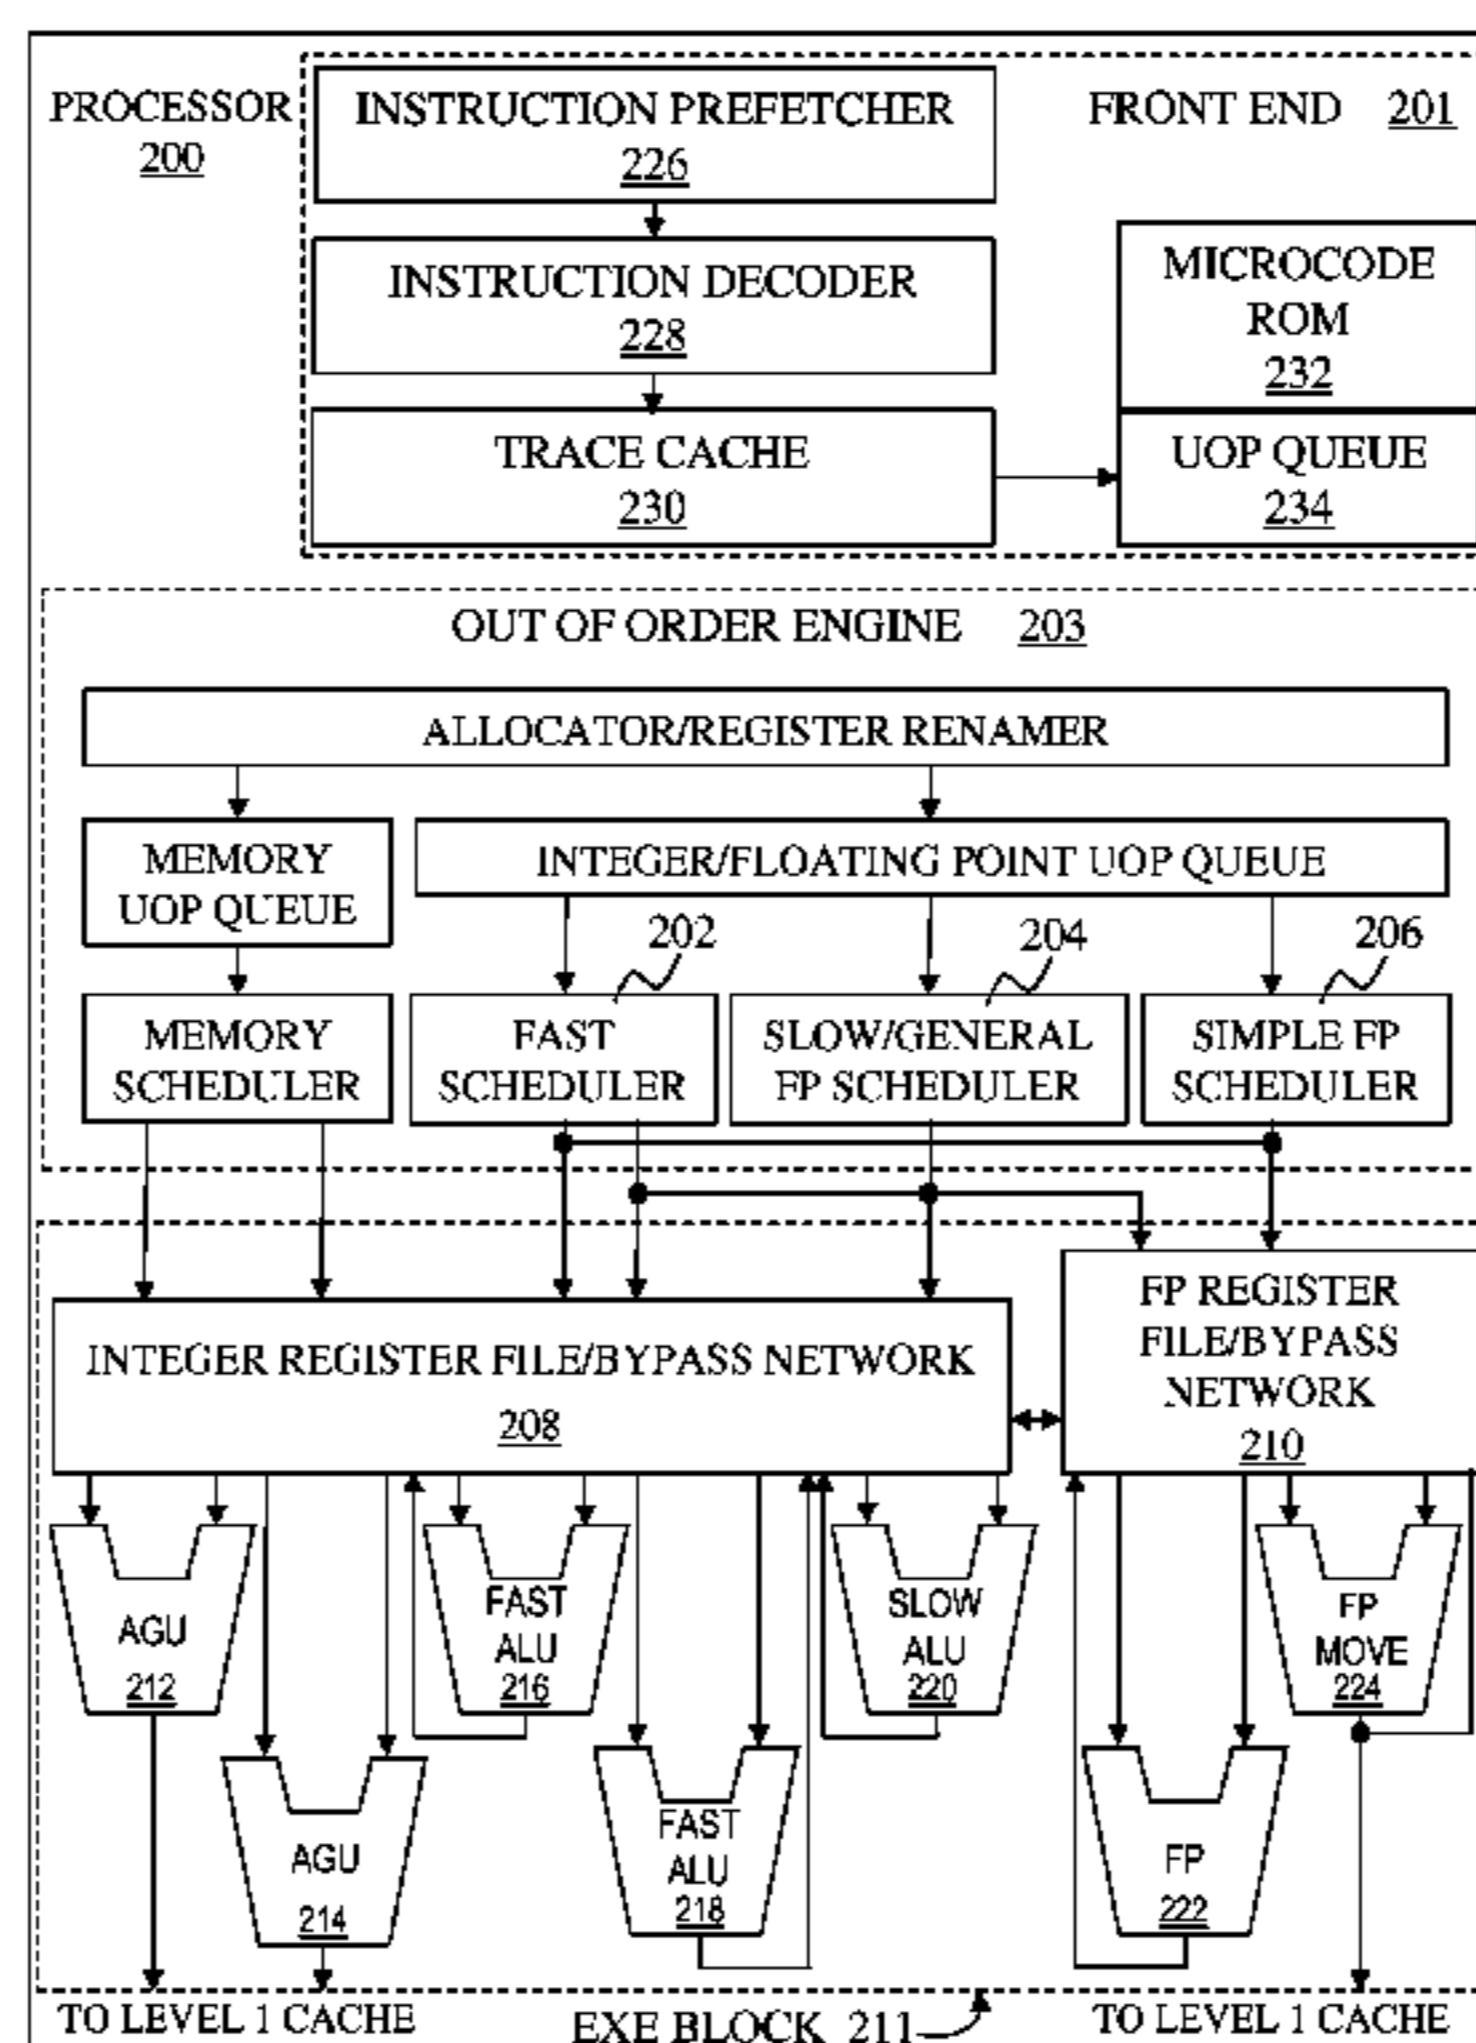 PROCESSOR
200
INSTRUCTION PREFETCHER
226
FRONT END 201
INSTRUCTION DECODER
228
MICROCODE
ROM
232
TRACE CACHE
230
UOP QUEUE
234
OUT OF ORDER ENGINE 203
ALLOCATOR/REGISTER RENAMER
MEMORY
UOP QUEUE
INTEGER/FLOATING POINT UOP QUEUE
202
204
206
MEMORY
SCHEDULER
FAST
SCHEDULER
SLOW/GENERAL
FP SCHEDULER
SIMPLE FP
SCHEDULER
INTEGER REGISTER FILE/BYPASS NETWORK
208
FP REGISTER
FILE/BYPASS
NETWORK
210
AGU
212
FAST
ALU
216
SLOW
ALU
220
FP
MOVE
224
AGU
214
FAST
ALU
218
FP
222
TO LEVEL 1 CACHE
EXE BLOCK 211
TO LEVEL 1 CACHE